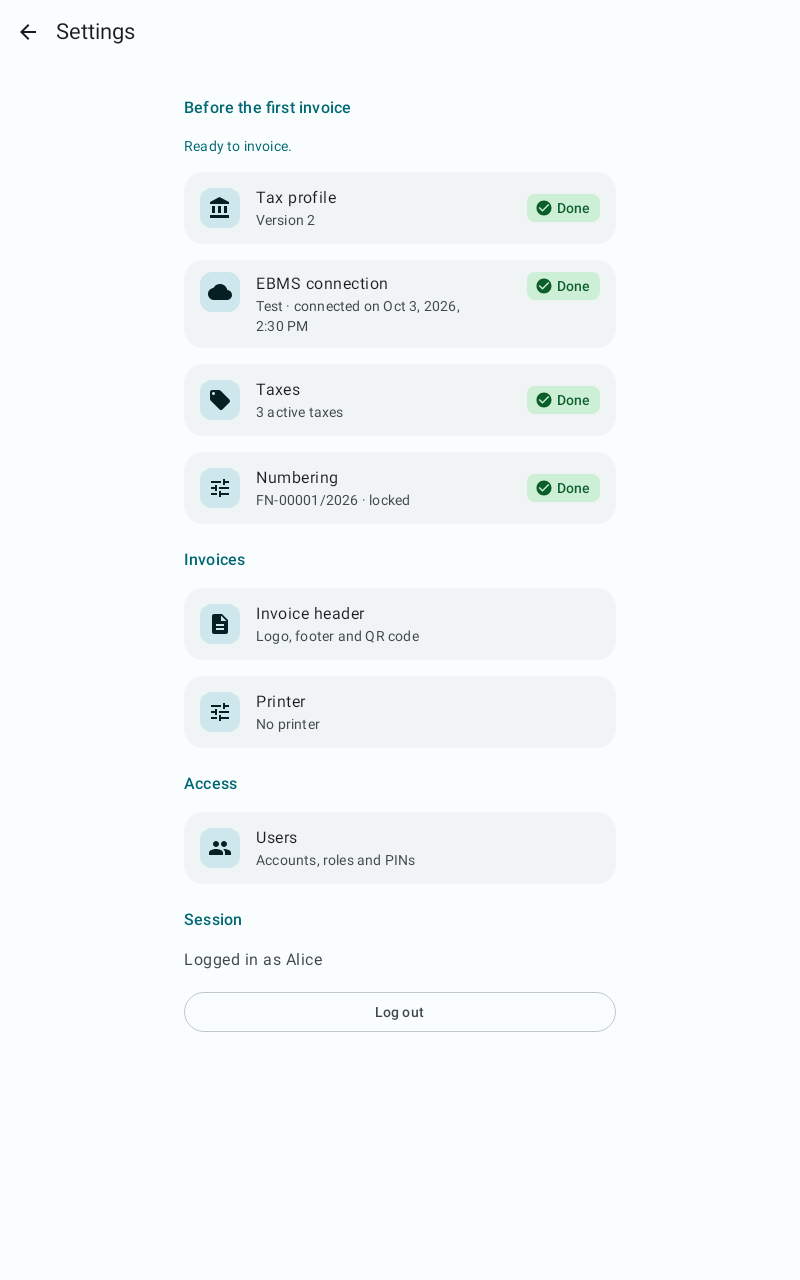 Settings
Before the first invoice
Ready to invoice.
Tax profile
Version 2
Done
EBMS connection
Test · connected on Oct 3, 2026,
2:30 PM
Done
Taxes
3 active taxes
Done
Numbering
FN-00001/2026 · locked
Done
Invoices
Invoice header
Logo, footer and QR code
Printer
No printer
Access
Users
Accounts, roles and PINs
Session
Logged in as Alice
Log out